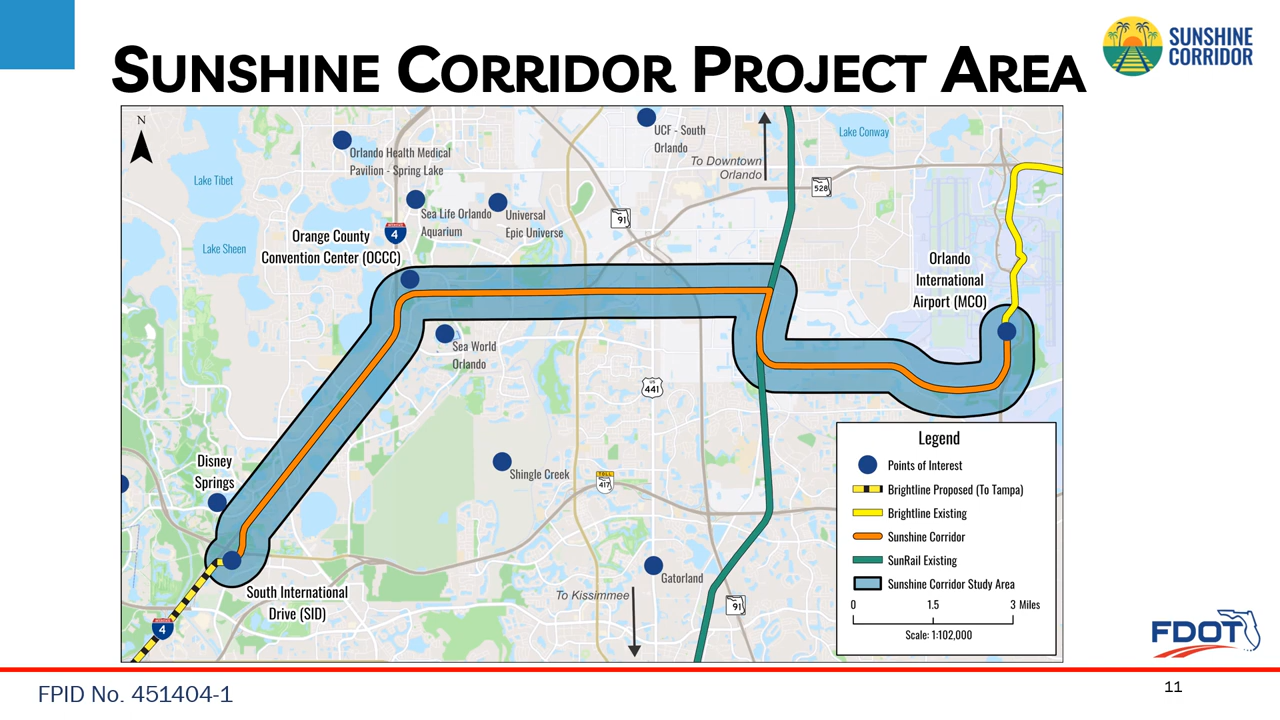 SUNSHINE CORRIDOR PROJECT AREA
SUNSHINE
CORRIDOR
N
Orlando Health Medical
Pavilion - Spring Lake
UCF - South
Orlando
To Downtown
Orlando
Lake Conway
528
Lake Tibet
Sea Life Orlando
Aquarium
Universal
Epic Universe
91
Lake Sheen
4
Orange County
Convention Center (OCCC)
Orlando
International
Airport (MCO)
Sea World
Orlando
US
441
Disney
Springs
Shingle Creek
TOLL
417
Gatorland
To Kissimmee
91
South International
Drive (SID)
4
Legend
Points of Interest
Brightline Proposed (To Tampa)
Brightline Existing
Sunshine Corridor
SunRail Existing
Sunshine Corridor Study Area
0 1.5 3 Miles
Scale: 1:102,000
FDOT
FPID No. 451404-1
11